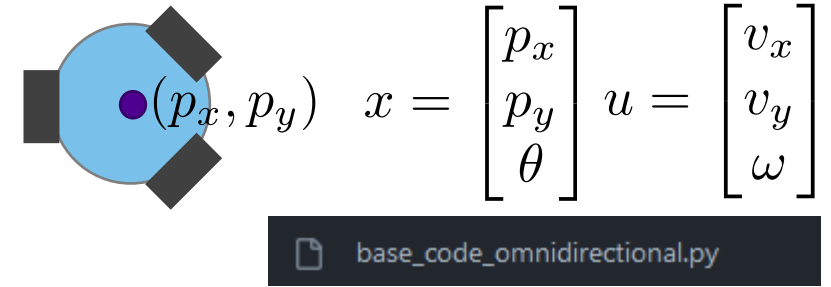 (p_x, p_y) x = [p_x p_y θ] u = [v_x v_y ω]
base_code_omnidirectional.py